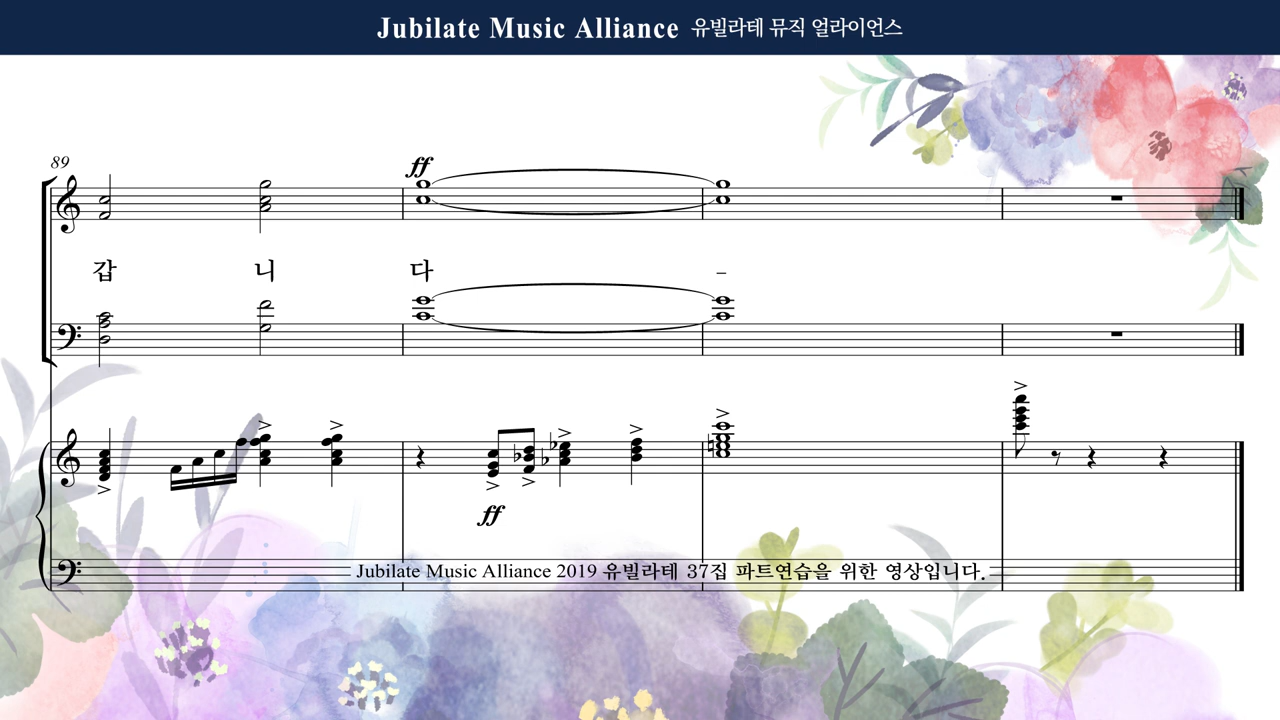 Jubilate Music Alliance 유빌라테 뮤직 얼라이언스
89
ff
갑 니 다 -
ff
Jubilate Music Alliance 2019 유빌라테 37집 파트연습을 위한 영상입니다.